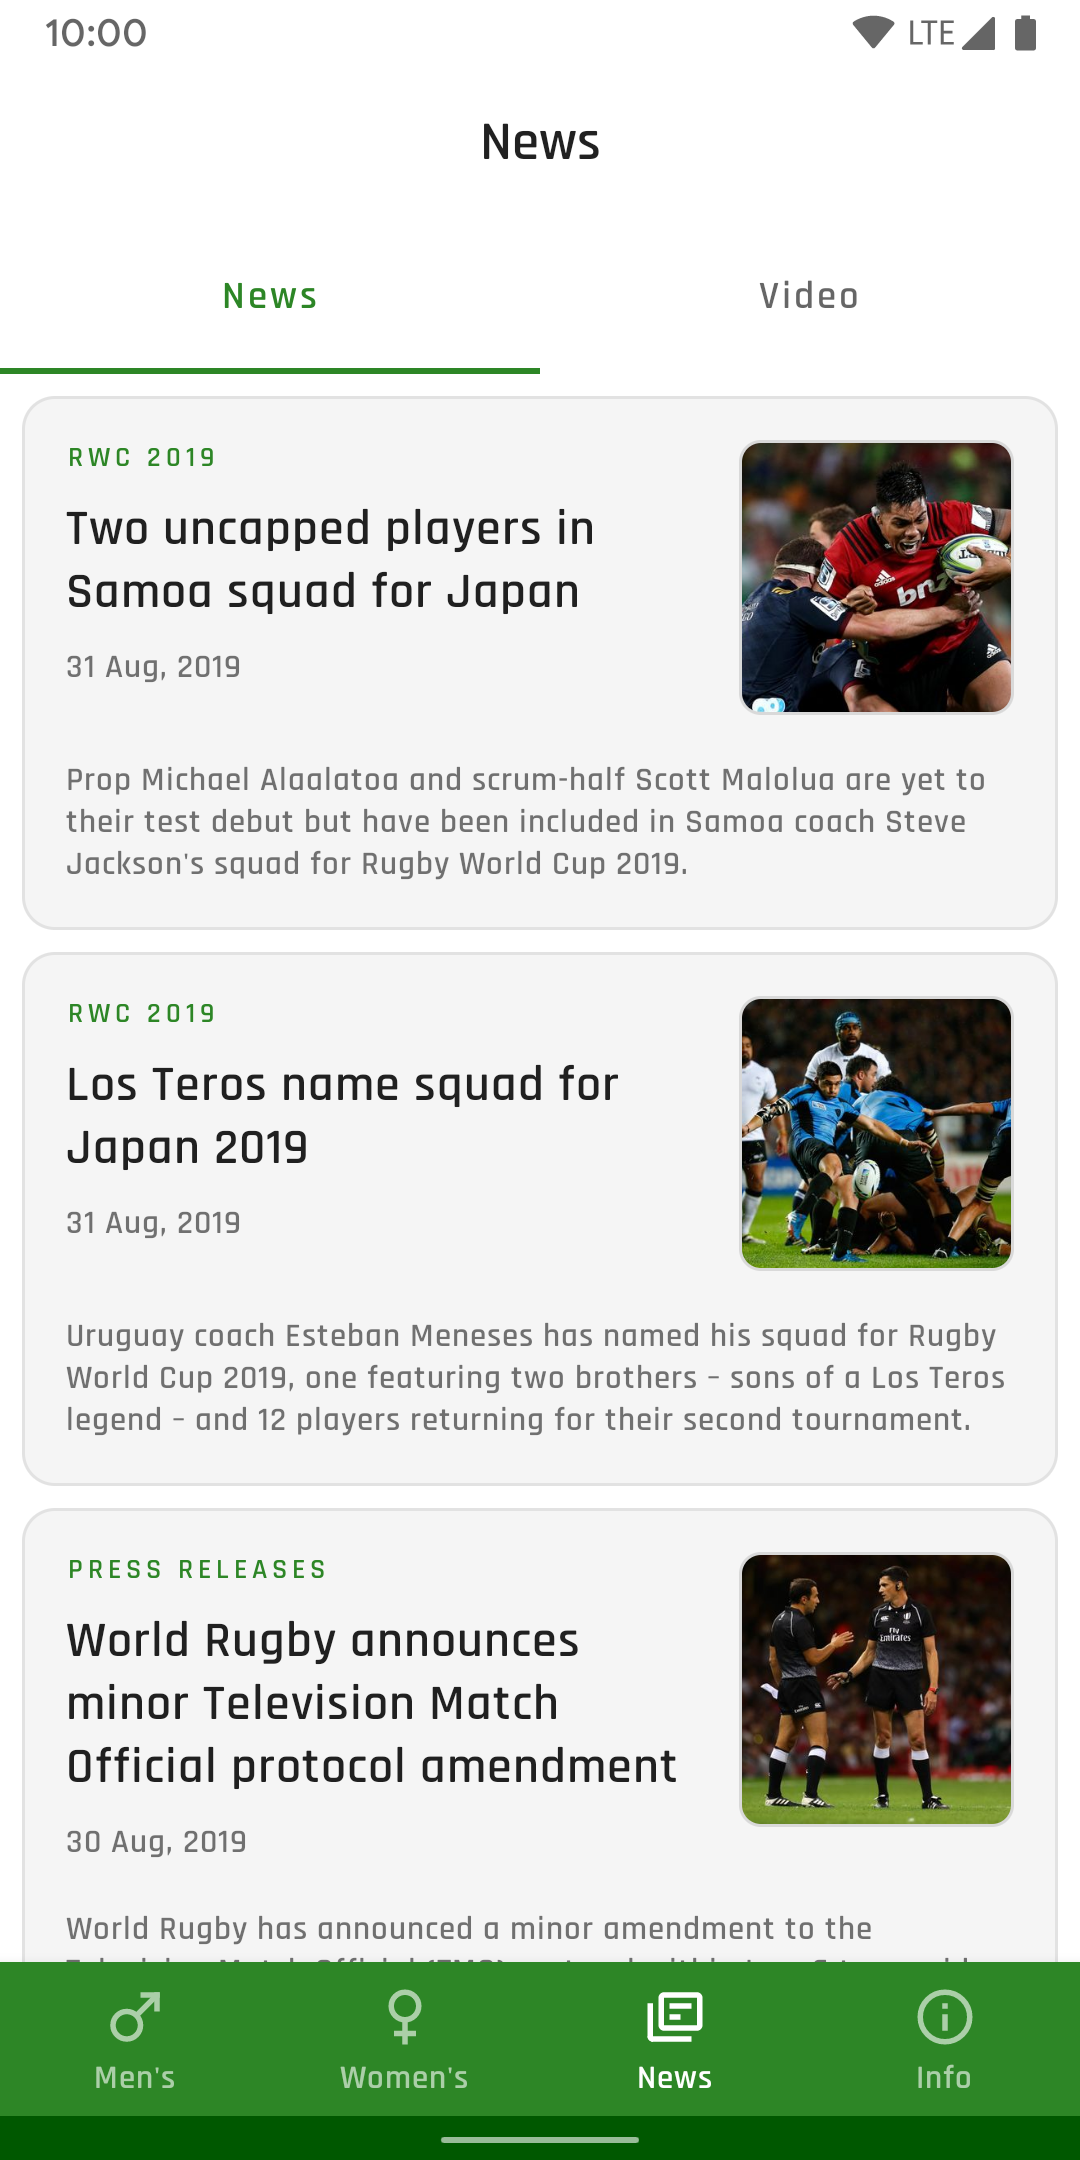 10:00
LTE
News
News
Video
RWC 2019
Two uncapped players in
Samoa squad for Japan
31 Aug, 2019
Prop Michael Alaalatoa and scrum-half Scott Malolua are yet to
their test debut but have been included in Samoa coach Steve
Jackson's squad for Rugby World Cup 2019.
RWC 2019
Los Teros name squad for
Japan 2019
31 Aug, 2019
Uruguay coach Esteban Meneses has named his squad for Rugby
World Cup 2019, one featuring two brothers – sons of a Los Teros
legend – and 12 players returning for their second tournament.
PRESS RELEASES
World Rugby announces
minor Television Match
Official protocol amendment
30 Aug, 2019
Fly
Emirates
World Rugby has announced a minor amendment to the
Men's
Women's
News
Info